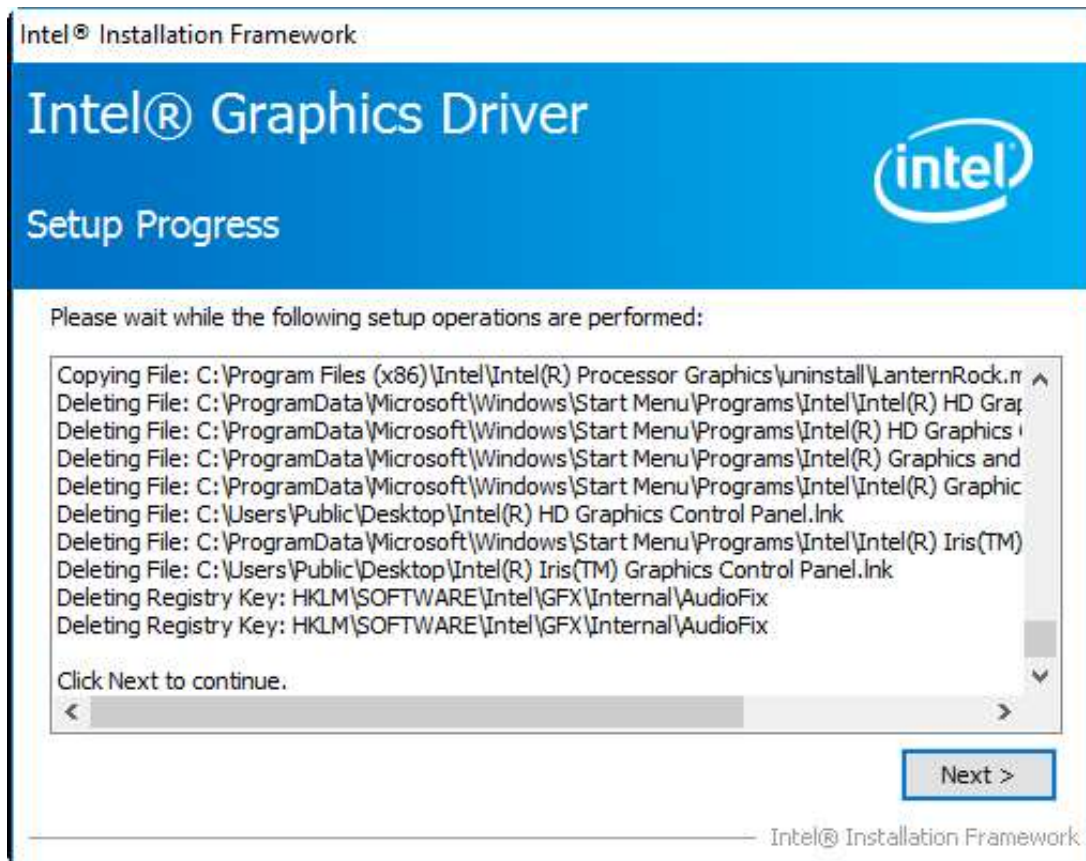 Intel® Installation Framework
Intel® Graphics Driver
intel
Setup Progress
Please wait while the following setup operations are performed:
Copying File: C:\Program Files (x86)\Intel\Intel(R) Processor Graphics\uninstall\LanternRock.m
Deleting File: C:\ProgramData\Microsoft\Windows\Start Menu\Programs\Intel\Intel(R) HD Grap
Deleting File: C:\ProgramData\Microsoft\Windows\Start Menu\Programs\Intel(R) HD Graphics
Deleting File: C:\ProgramData\Microsoft\Windows\Start Menu\Programs\Intel(R) Graphics and
Deleting File: C:\ProgramData\Microsoft\Windows\Start Menu\Programs\Intel\Intel(R) Graphic
Deleting File: C:\Users\Public\Desktop\Intel(R) HD Graphics Control Panel.lnk
Deleting File: C:\ProgramData\Microsoft\Windows\Start Menu\Programs\Intel\Intel(R) Iris(TM)
Deleting File: C:\Users\Public\Desktop\Intel(R) Iris(TM) Graphics Control Panel.lnk
Deleting Registry Key: HKLM\SOFTWARE\Intel\GFX\Internal\AudioFix
Deleting Registry Key: HKLM\SOFTWARE\Intel\GFX\Internal\AudioFix
Click Next to continue.
Next >
Intel® Installation Framework